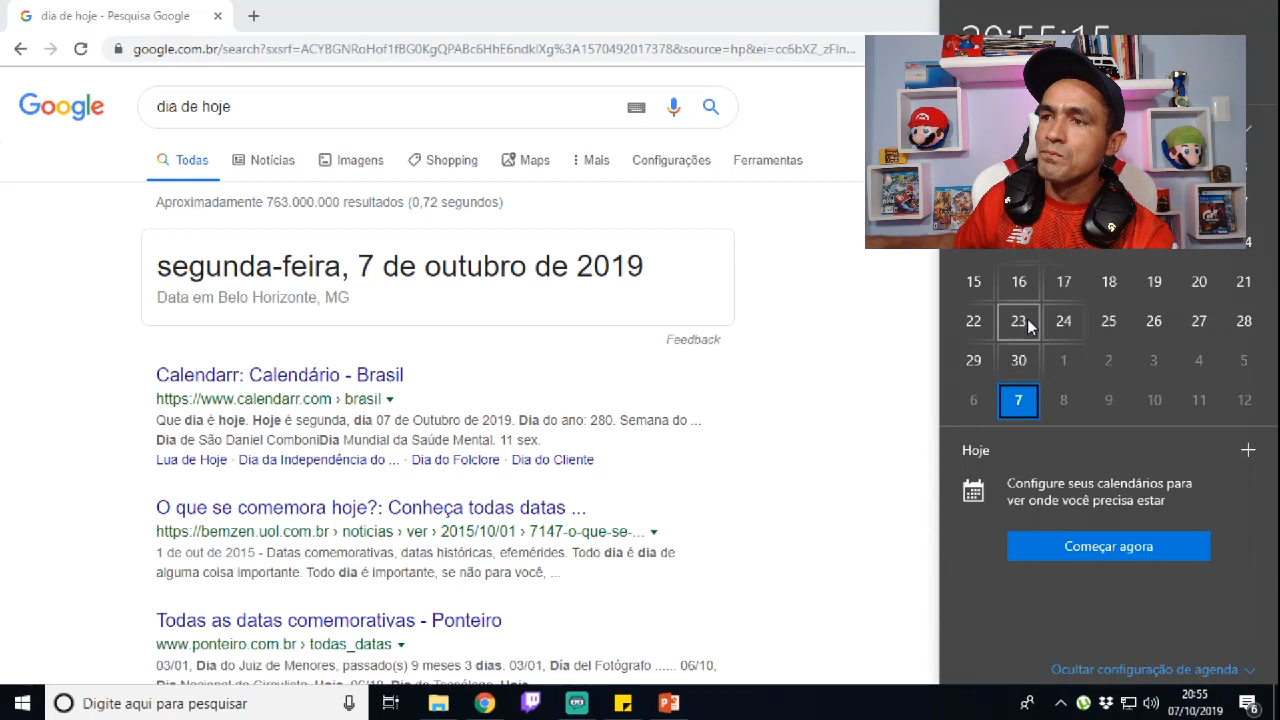 dia de hoje - Pesquisa Google
20:55:15
google.com.br/search?sxsrf=ACYBGNRoHof1fBG0KgQPABc6HhE6ndklXg%3A1570492017378&source=hp&ei=cc6bXZ_zFIn...
Google
dia de hoje
Todas
Notícias
Imagens
Shopping
Maps
Mais
Configurações
Ferramentas
Aproximadamente 763.000.000 resultados (0,72 segundos)
segunda-feira, 7 de outubro de 2019
Data em Belo Horizonte, MG
Feedback
15 16 17 18 19 20 21
22 23 24 25 26 27 28
29 30 1 2 3 4 5
6 7 8 9 10 11 12
Calendarr: Calendário - Brasil
https://www.calendarr.com › brasil
Que dia é hoje. Hoje é segunda, dia 07 de Outubro de 2019. Dia do ano: 280. Semana do ...
Dia de São Daniel ComboniDia Mundial da Saúde Mental. 11 sex.
Lua de Hoje · Dia da Independência do ... · Dia do Folclore · Dia do Cliente
O que se comemora hoje?: Conheça todas datas ...
https://bemzen.uol.com.br › noticias › ver › 2015/10/01 › 7147-o-que-se-...
1 de out de 2015 - Datas comemorativas, datas históricas, efemérides. Todo dia é dia de
alguma coisa importante. Todo dia é importante, se não para você, ...
Todas as datas comemorativas - Ponteiro
www.ponteiro.com.br › todas_datas
03/01, Dia do Juiz de Menores, passado(s) 9 meses 3 dias. 03/01, Día del Fotógrafo ...... 06/10,
Hoje
Configure seus calendários para
ver onde você precisa estar
Começar agora
Ocultar configuração de agenda
Digite aqui para pesquisar
20:55
07/10/2019
6